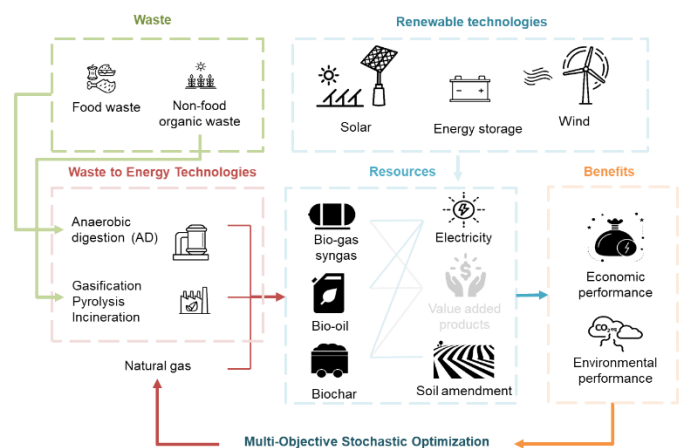 Waste
Renewable technologies
Food waste
Non-food
organic waste
Solar
Energy storage
Wind
Waste to Energy Technologies
Resources
Benefits
Anaerobic
digestion (AD)
Gasification
Pyrolysis
Incineration
Natural gas
Bio-gas
syngas
Bio-oil
Biochar
Electricity
$
Value added
products
Soil amendment
Economic
performance
CO2 eq
Environmental
performance
Multi-Objective Stochastic Optimization